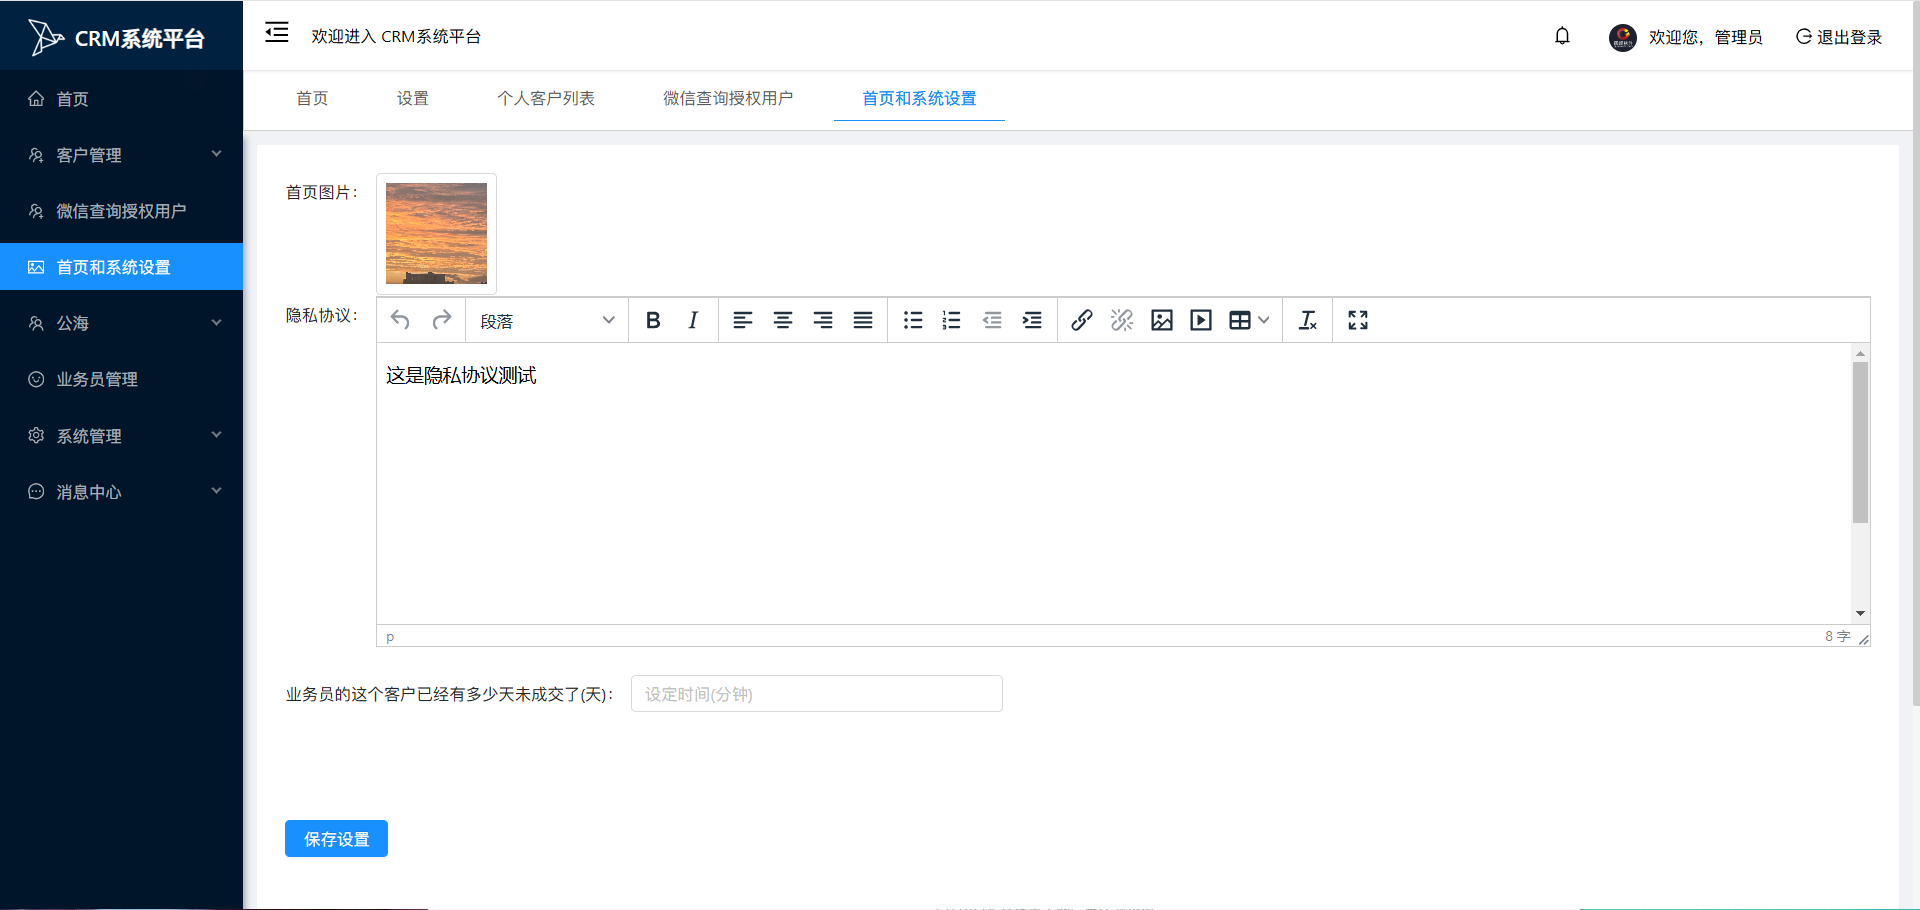 CRM系统平台
欢迎进入 CRM系统平台
欢迎您，管理员
退出登录
首页
客户管理
微信查询授权用户
首页和系统设置
公海
业务员管理
系统管理
消息中心
首页
设置
个人客户列表
微信查询授权用户
首页和系统设置
首页图片：
隐私协议：
段落
这是隐私协议测试
p
8 字
业务员的这个客户已经有多少天未成交了(天)：
设定时间(分钟)
保存设置